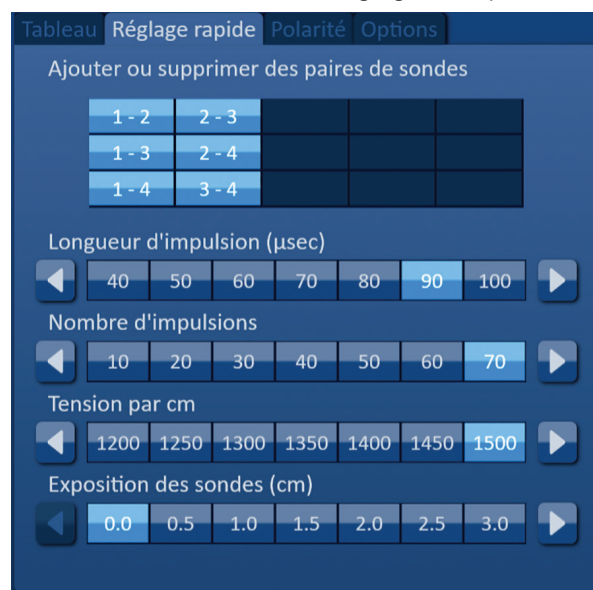 Tableau Réglage rapide Polarité Options
Ajouter ou supprimer des paires de sondes
1 - 2 2 - 3
1 - 3 2 - 4
1 - 4 3 - 4
Longueur d'impulsion (µsec)
40 50 60 70 80 90 100
Nombre d'impulsions
10 20 30 40 50 60 70
Tension par cm
1200 1250 1300 1350 1400 1450 1500
Exposition des sondes (cm)
0.0 0.5 1.0 1.5 2.0 2.5 3.0